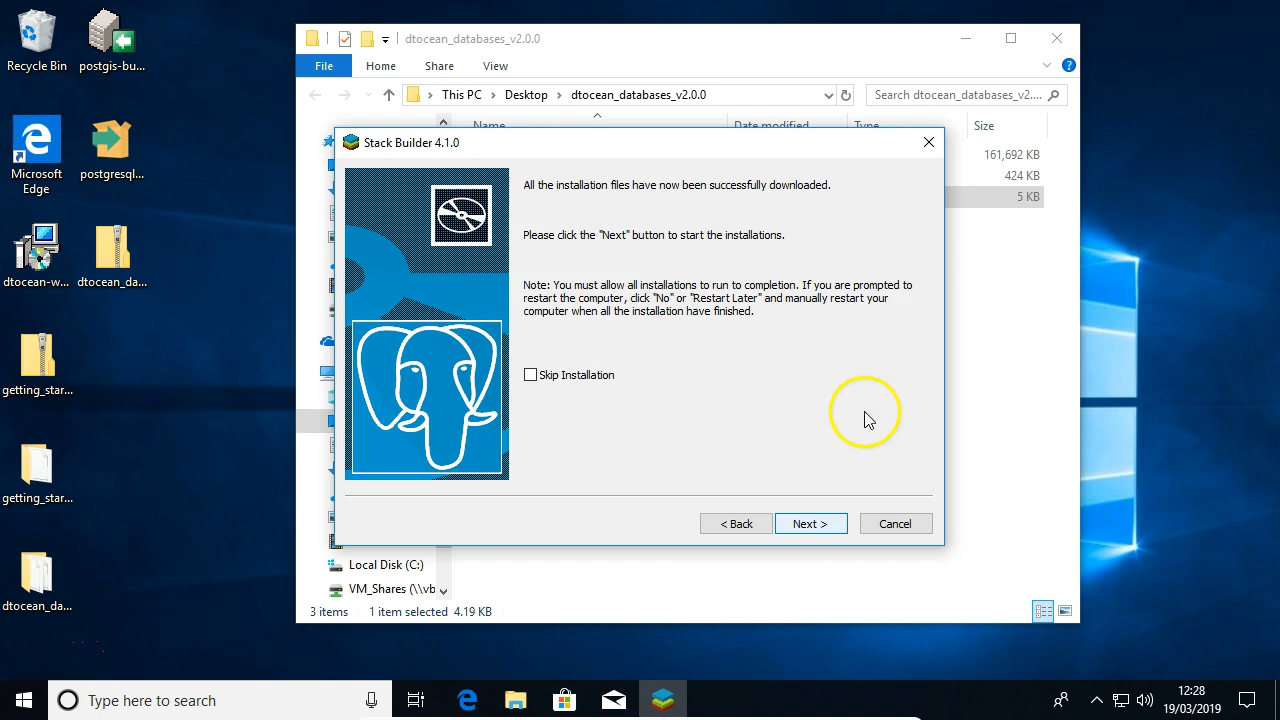 Recycle Bin
postgis-bu...
Microsoft
Edge
postgresql...
dtocean-w...
dtocean_da...
getting_star...
getting_star...
dtocean_da...
dtocean_databases_v2.0.0
File
Home
Share
View
This PC
Desktop
dtocean_databases_v2.0.0
Search dtocean_databases_v2....
Name
Date modified
Type
Size
161,692 KB
424 KB
5 KB
Stack Builder 4.1.0
All the installation files have now been successfully downloaded.
Please click the "Next" button to start the installations.
Note: You must allow all installations to run to completion. If you are prompted to
restart the computer, click "No" or "Restart Later" and manually restart your
computer when all the installation have finished.
Skip Installation
< Back
Next >
Cancel
Local Disk (C:)
VM_Shares (\\vb
3 items
1 item selected 4.19 KB
Type here to search
12:28
19/03/2019